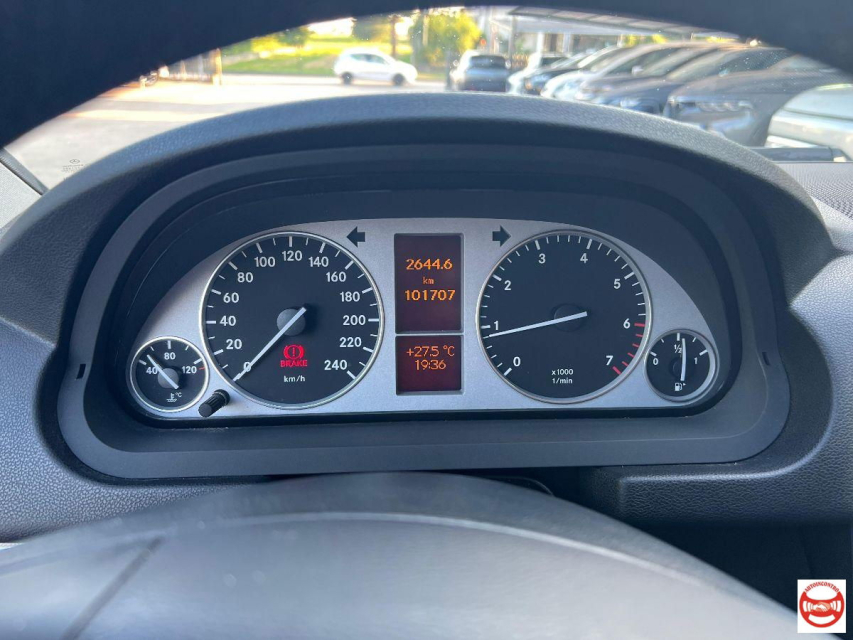 0 20 40 60 80 100 120 140 160 180 200 220 240
BRAKE
km/h
40 80 120
°C
2644.6
km
101707
+27.5 °C
19:36
0 1 2 3 4 5 6 7
x1000
1/min
0 ½ 1
AUTOINCONTRO